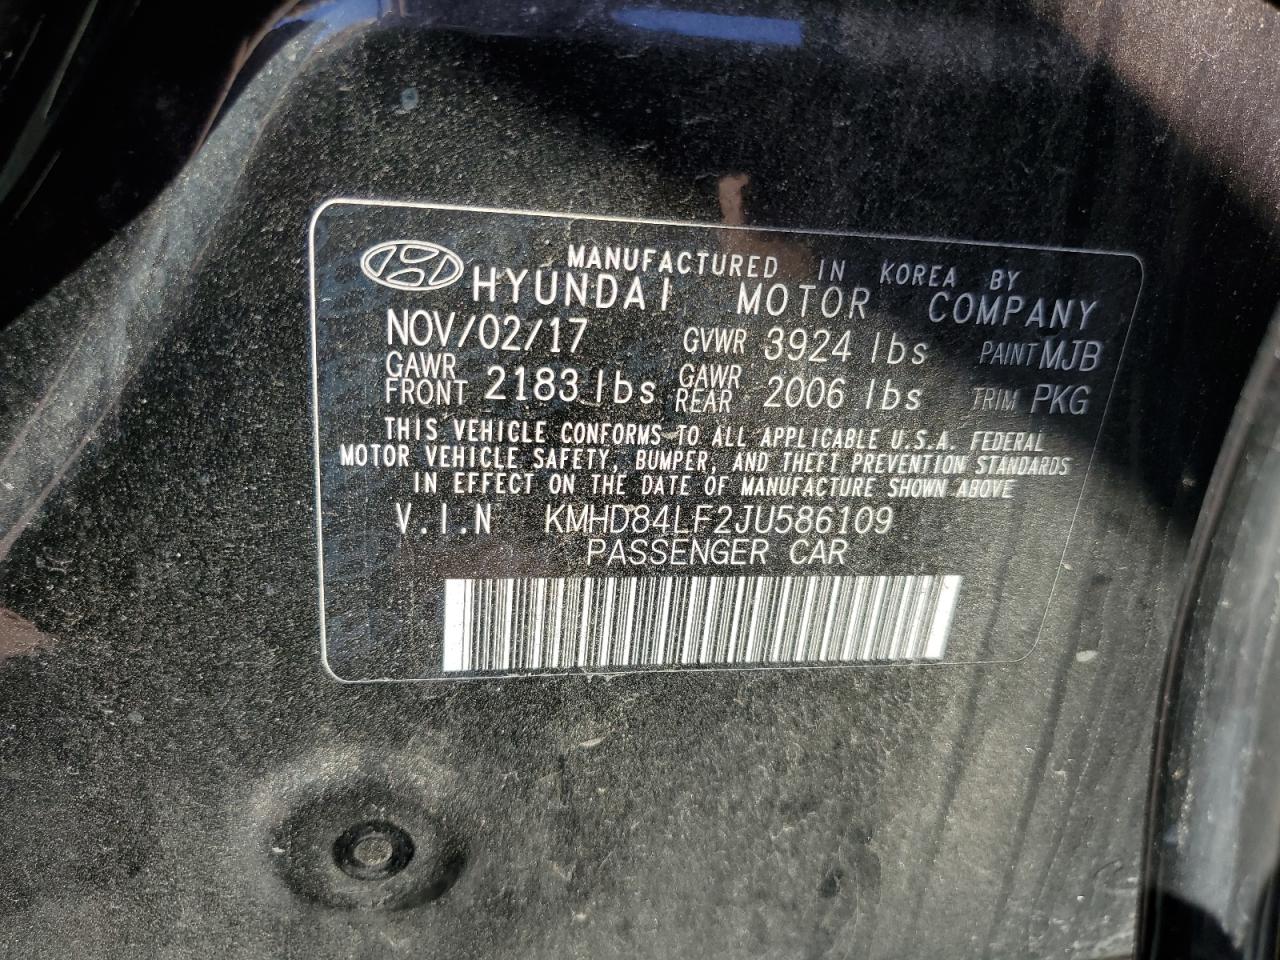 MANUFACTURED IN KOREA BY
HYUNDAI MOTOR COMPANY
NOV/02/17 GVWR 3924 lbs PAINT MJB
GAWR FRONT 2183 lbs GAWR REAR 2006 lbs TRIM PKG
THIS VEHICLE CONFORMS TO ALL APPLICABLE U.S.A. FEDERAL
MOTOR VEHICLE SAFETY, BUMPER, AND THEFT PREVENTION STANDARDS
IN EFFECT ON THE DATE OF MANUFACTURE SHOWN ABOVE
V.I.N KMHD84LF2JU586109
PASSENGER CAR